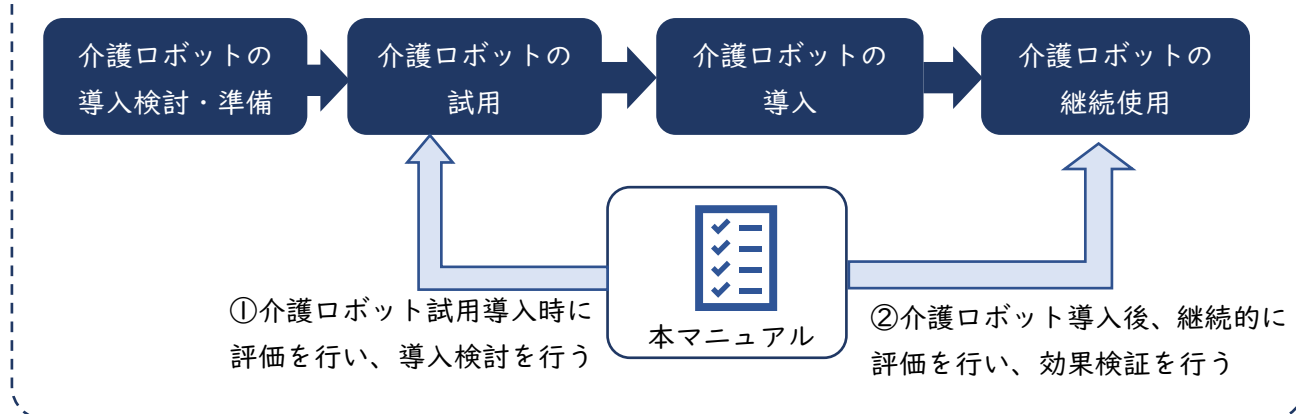 介護ロボットの
導入検討・準備
介護ロボットの
試用
介護ロボットの
導入
介護ロボットの
継続使用
本マニュアル
①介護ロボット試用導入時に
評価を行い、導入検討を行う
②介護ロボット導入後、継続的に
評価を行い、効果検証を行う